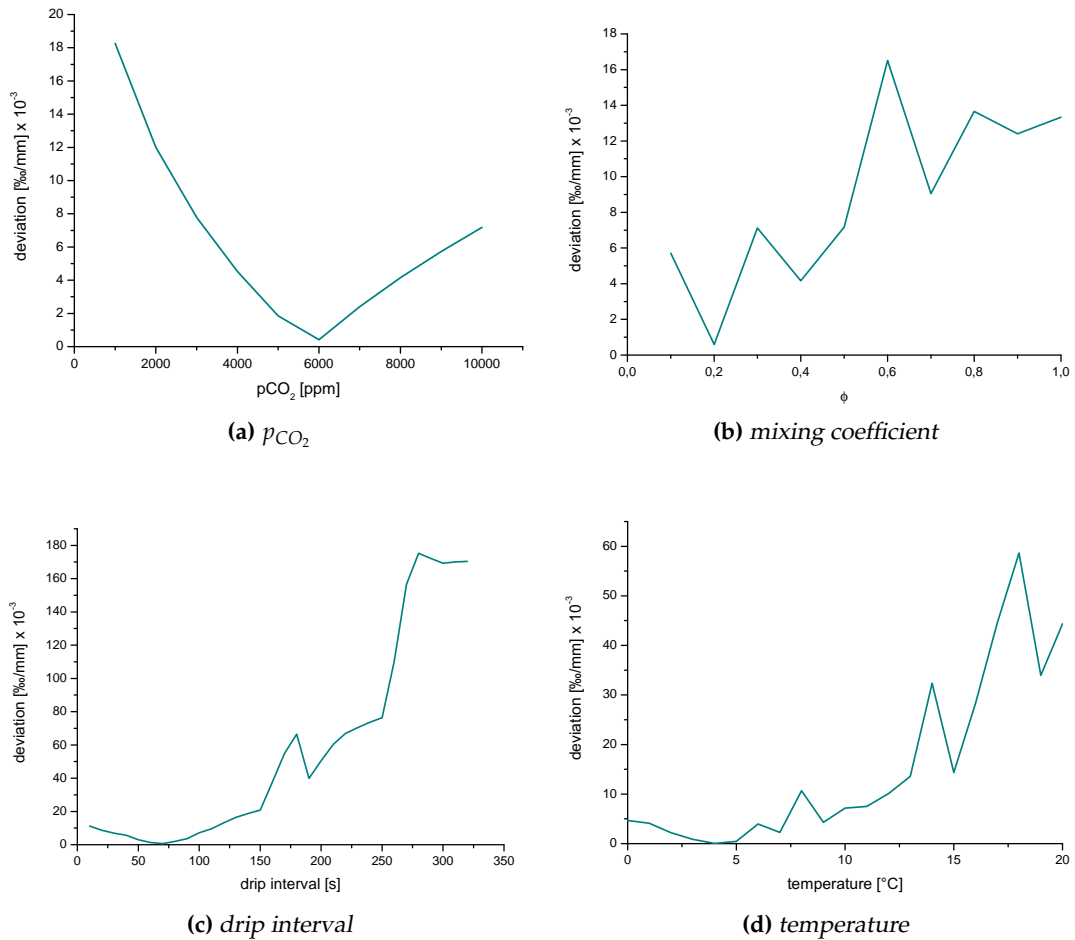 20
18
16
14
12
10
8
6
4
2
0
deviation [‰/mm] x 10⁻³
0 2000 4000 6000 8000 10000
pCO₂ [ppm]
(a) p_CO₂
18
16
14
12
10
8
6
4
2
0
deviation [‰/mm] x 10⁻³
0,0 0,2 0,4 0,6 0,8 1,0
ϕ
(b) mixing coefficient
180
160
140
120
100
80
60
40
20
0
deviation [‰/mm] x 10⁻³
0 50 100 150 200 250 300 350
drip interval [s]
(c) drip interval
60
50
40
30
20
10
0
deviation [‰/mm] x 10⁻³
0 5 10 15 20
temperature [°C]
(d) temperature